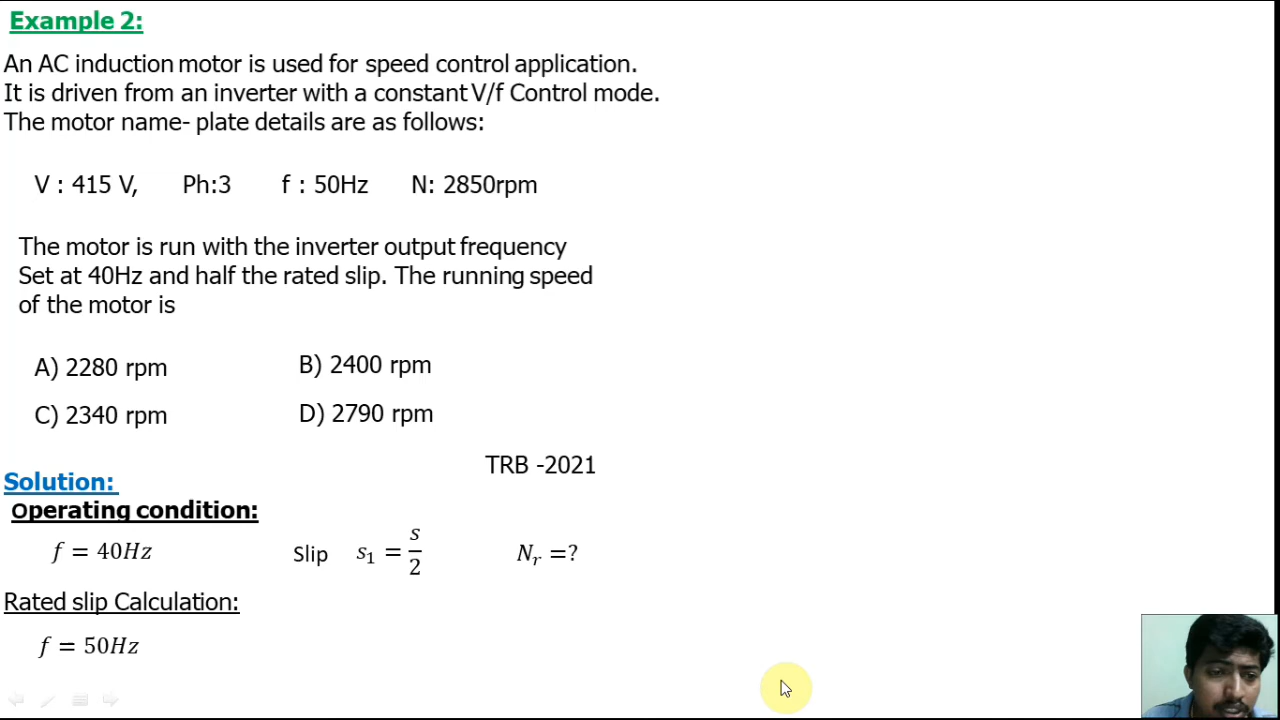 Example 2:
An AC induction motor is used for speed control application.
It is driven from an inverter with a constant V/f Control mode.
The motor name- plate details are as follows:
V : 415 V, Ph:3 f : 50Hz N: 2850rpm
The motor is run with the inverter output frequency
Set at 40Hz and half the rated slip. The running speed
of the motor is
A) 2280 rpm B) 2400 rpm
C) 2340 rpm D) 2790 rpm
TRB -2021
Solution:
Operating condition:
f = 40Hz Slip s₁ = s/2 Nᵣ =?
Rated slip Calculation:
f = 50Hz